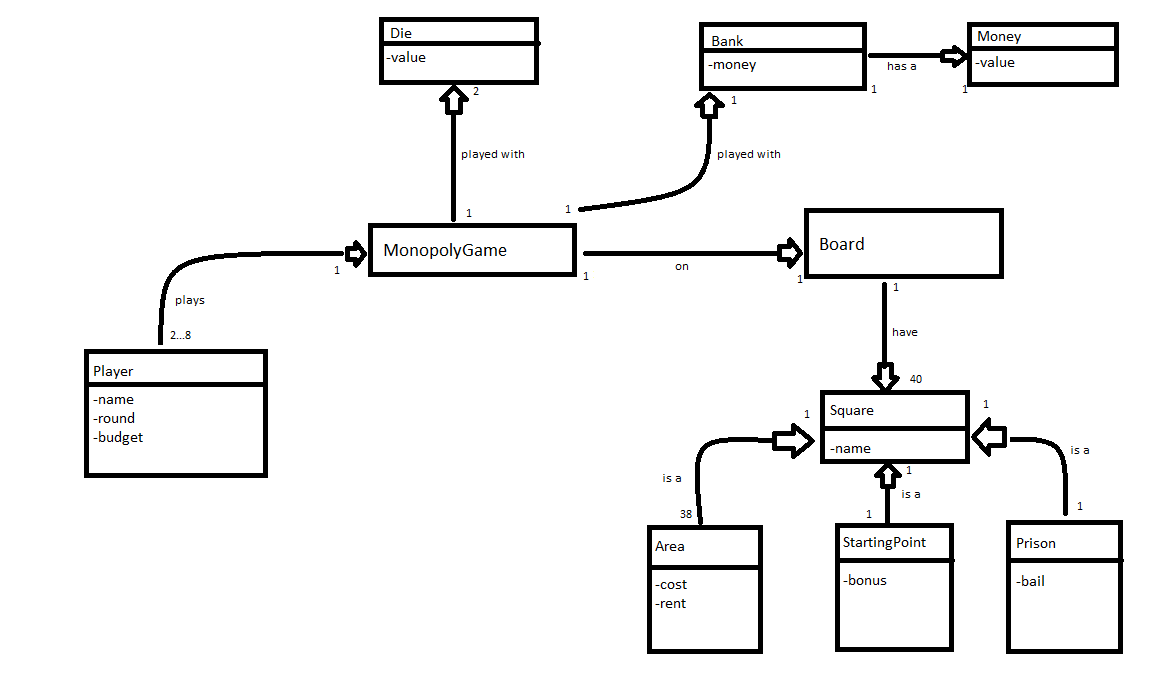 Die
-value
2
played with
1
Bank
-money
1
has a
1
1
Money
-value
played with
1
MonopolyGame
1
on
1
Board
1
plays
1
2...8
Player
-name
-round
-budget
have
40
Square
-name
1
1
1
is a
38
is a
1
is a
1
Area
-cost
-rent
StartingPoint
-bonus
Prison
-bail